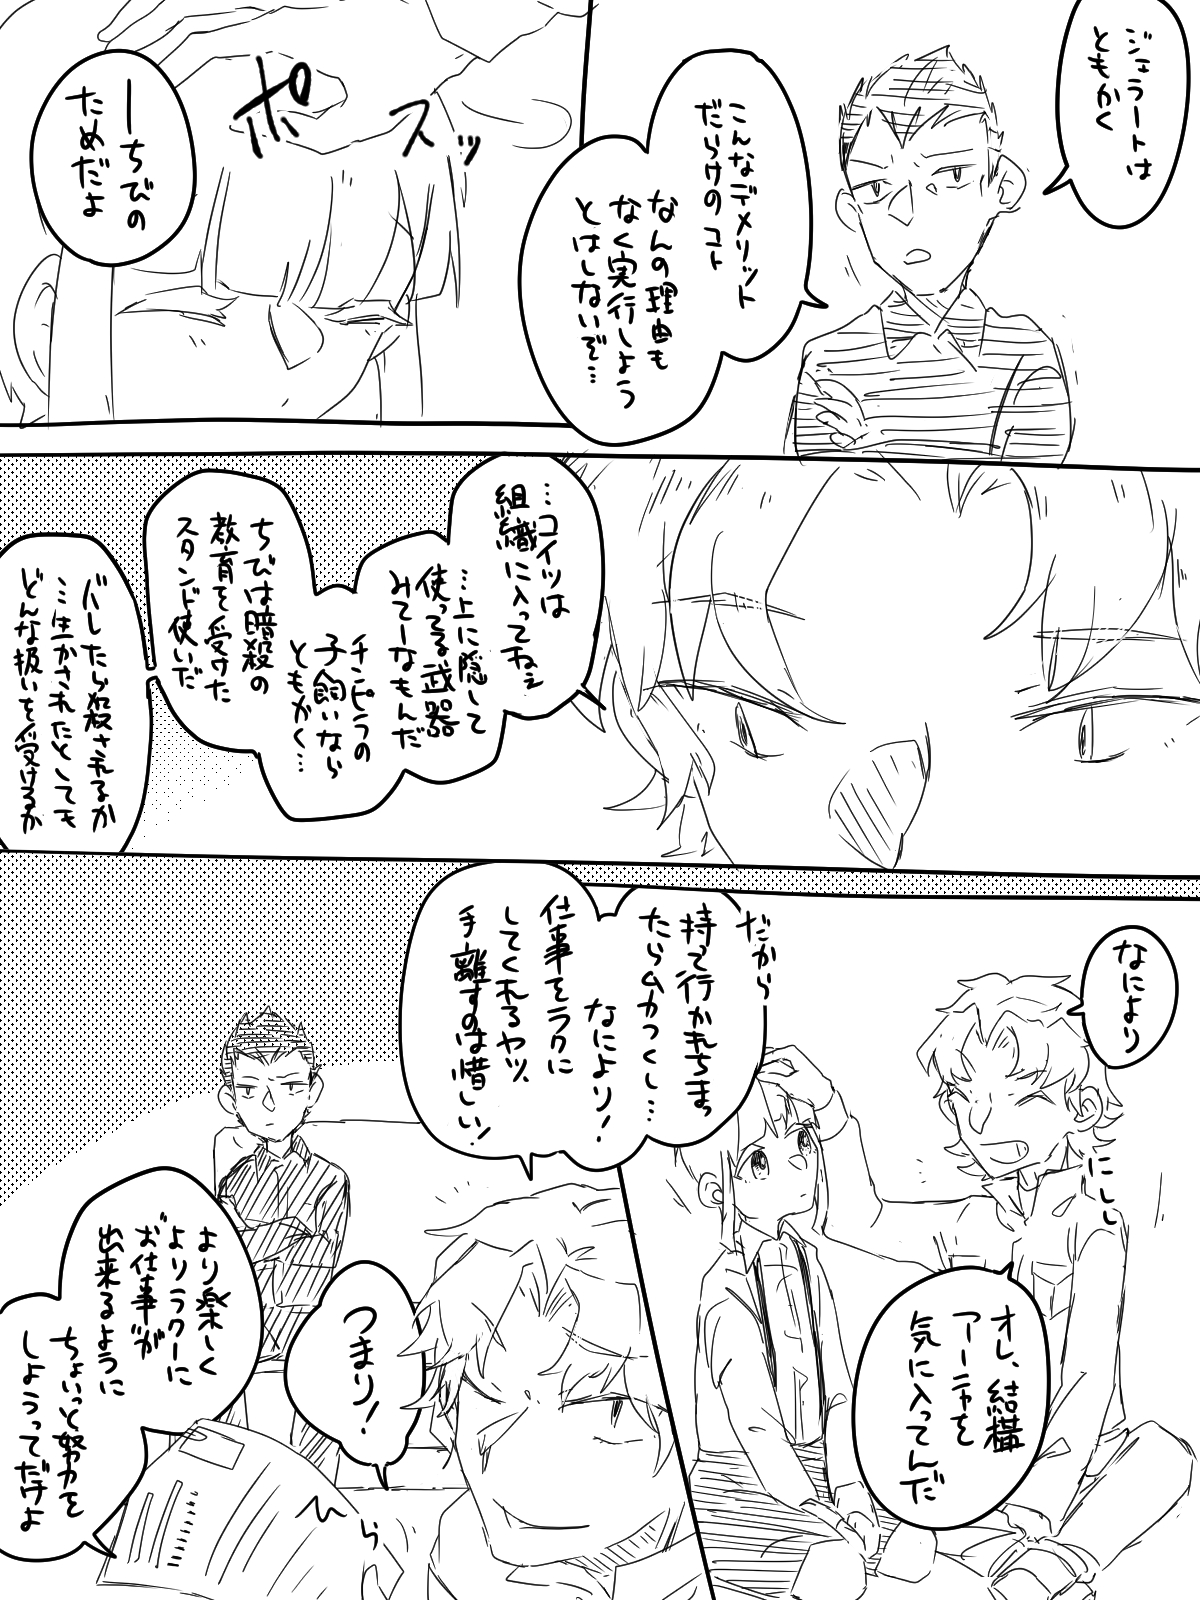 ジェラートは
ともかく
こんなデメリット
だらけのコト
なんの理由も
なく実行しよう
とはしないぞ…
ポスッ
ーちびの
ためだよ
…コイツは
組織に入ってねぇ
…上に隠して
使ってる武器
みてーなもんだ
チンピラの
子飼いなら
ともかく…
ちびは暗殺の
教育を受けた
スタンド使いだ
バレしたら殺されるか
…生かされたとしても
どんな扱いを受けるか
なにより
にしし
オレ、結構
アーニャを
気に入ってんだ
だから
持って行かれちまっ
たらムカつくし…
なにより!
仕事をラクに
してくれるヤツ、
手離すのは惜しい!
つまり!
より楽しく
よりラクーに
"お仕事"が
出来るように
ちょいっと努力を
しようってだけよ
ひら